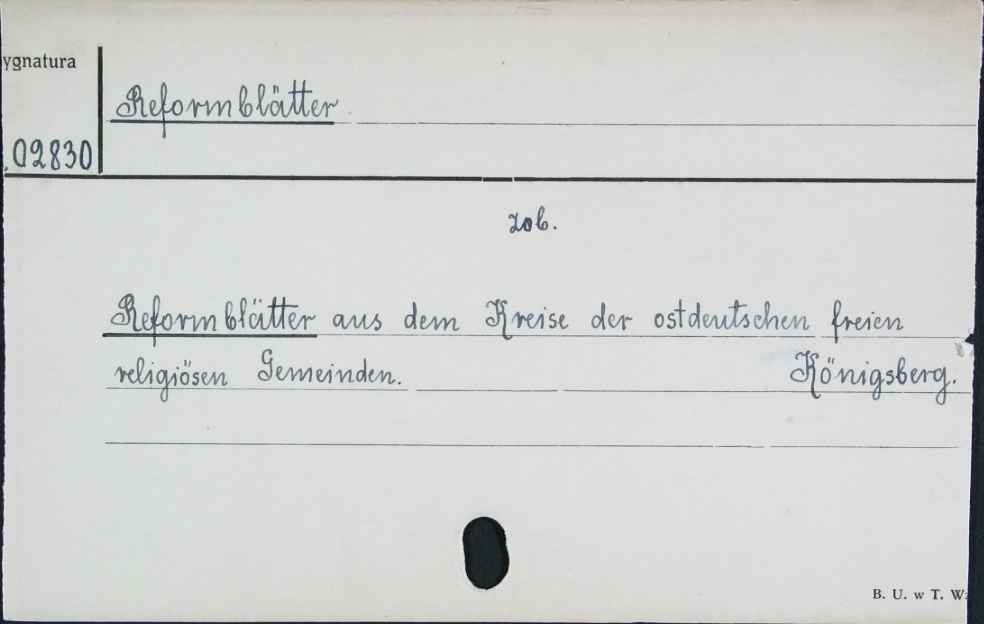 ygnatura
Reformblätter
02830
zob.
Reformblätter aus dem Kreise der ostdeutschen freien
religiösen Gemeinden. Königsberg.
B. U. w T. W